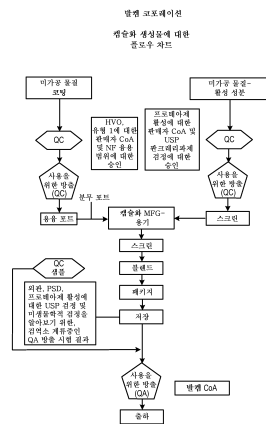 발켐 코포레이션
캡슐화 생성물에 대한
플로우 차트
미가공 물질
코팅
HVO,
유형 1에 대한
판매자 CoA
및 NF 용융
범위에 대한
승인
프로테아제
활성에 대한
판매자 CoA 및
USP
판크레리파제
검정에 대한
승인
미가공 물질-
활성 성분
QC
QC
사용을
위한 방출
(QC)
사용을
위한 방출
(QC)
분무 포트
용융 포트
캡슐화 MFG-
용기
스크린
스크린
블렌드
QC
샘플
패키지
외관, PSD,
프로테아제 활성에
대한 USP 검정 및
미생물학적 검정을
알아보기 위한,
검역소 계류중인
QA 방출 시험 결과
저장
사용을
위한 방출
(QA)
발켐 CoA
출하